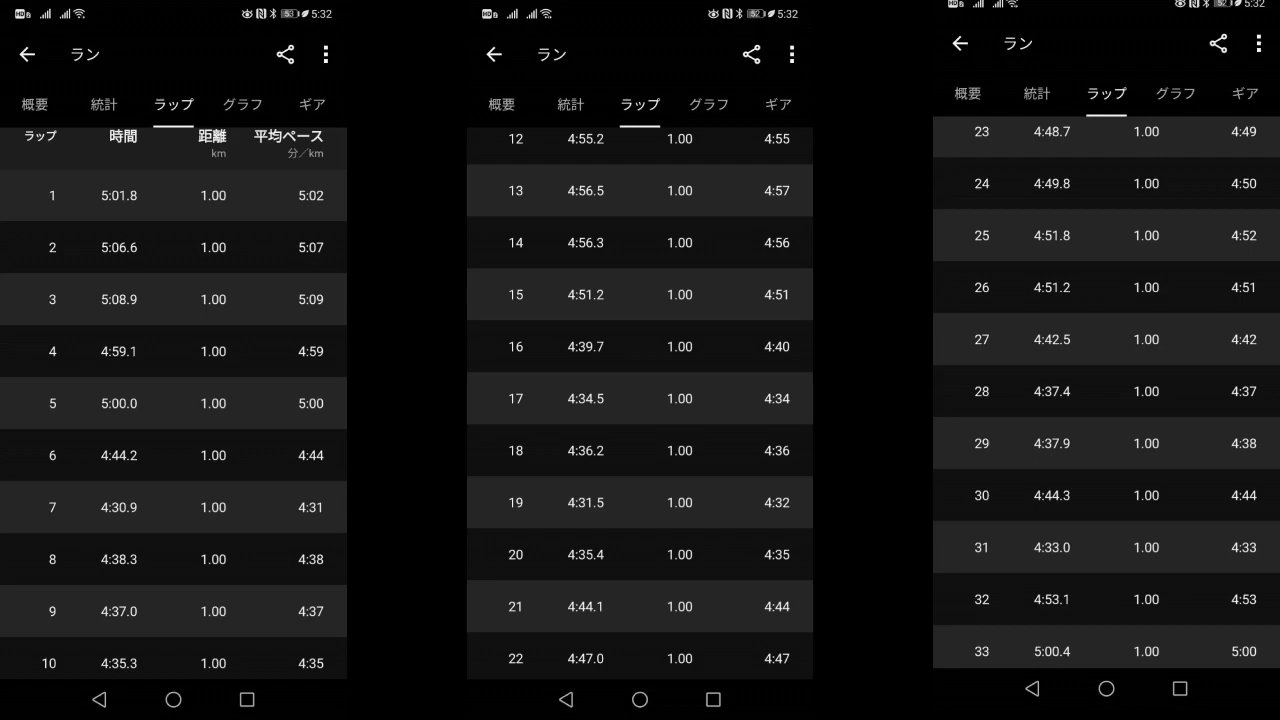 5:32
ラン
概要 統計 ラップ グラフ ギア
ラップ 時間 距離 平均ペース
km 分／km
1 5:01.8 1.00 5:02
2 5:06.6 1.00 5:07
3 5:08.9 1.00 5:09
4 4:59.1 1.00 4:59
5 5:00.0 1.00 5:00
6 4:44.2 1.00 4:44
7 4:30.9 1.00 4:31
8 4:38.3 1.00 4:38
9 4:37.0 1.00 4:37
10 4:35.3 1.00 4:35
5:32
ラン
概要 統計 ラップ グラフ ギア
12 4:55.2 1.00 4:55
13 4:56.5 1.00 4:57
14 4:56.3 1.00 4:56
15 4:51.2 1.00 4:51
16 4:39.7 1.00 4:40
17 4:34.5 1.00 4:34
18 4:36.2 1.00 4:36
19 4:31.5 1.00 4:32
20 4:35.4 1.00 4:35
21 4:44.1 1.00 4:44
22 4:47.0 1.00 4:47
5:32
ラン
概要 統計 ラップ グラフ ギア
23 4:48.7 1.00 4:49
24 4:49.8 1.00 4:50
25 4:51.8 1.00 4:52
26 4:51.2 1.00 4:51
27 4:42.5 1.00 4:42
28 4:37.4 1.00 4:37
29 4:37.9 1.00 4:38
30 4:44.3 1.00 4:44
31 4:33.0 1.00 4:33
32 4:53.1 1.00 4:53
33 5:00.4 1.00 5:00